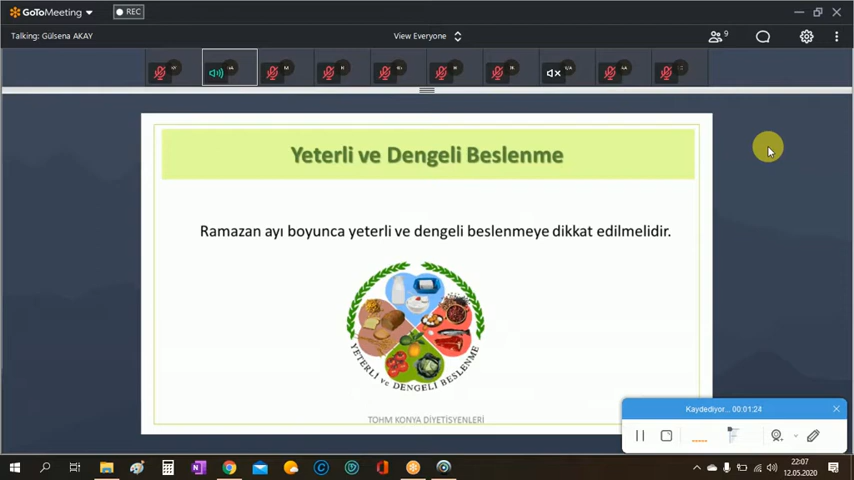 GoToMeeting
REC
Talking: Gülsena AKAY
View Everyone
9
Yeterli ve Dengeli Beslenme
Ramazan ayı boyunca yeterli ve dengeli beslenmeye dikkat edilmelidir.
YETERLİ ve DENGELİ BESLENME
TOHM KONYA DİYETİSYENLERİ
Kaydediyor... 00:01:24
22:07
12.05.2020